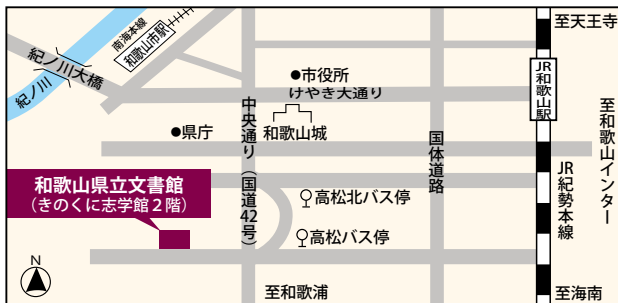 至天王寺
南海本線
和歌山市駅
紀ノ川大橋
紀ノ川
●市役所
けやき大通り
JR和歌山駅
至和歌山インター
中央通り（国道42号）
●県庁
和歌山城
国体道路
和歌山県立文書館
（きのくに志学館２階）
高松北バス停
高松バス停
JR紀勢本線
N
至和歌浦
至海南